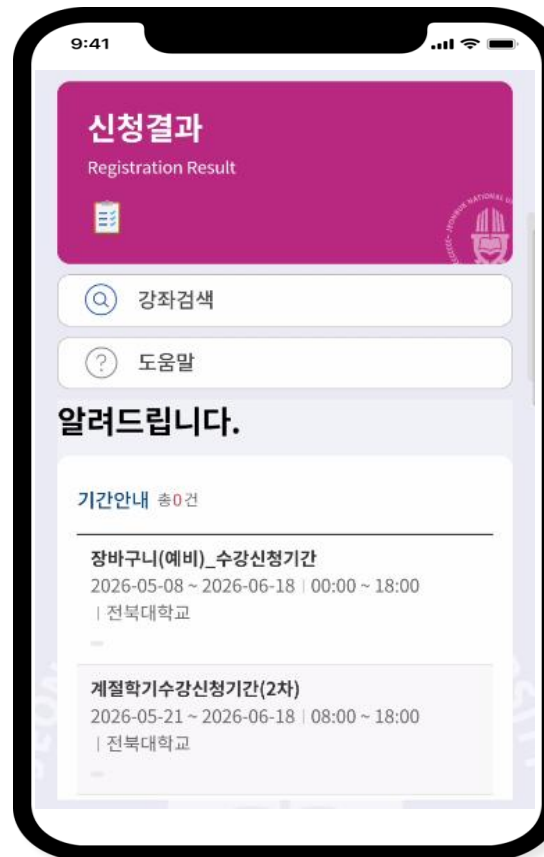 9:41
신청결과
Registration Result
강좌검색
도움말
알려드립니다.
기간안내 총0건
장바구니(예비)_수강신청기간
2026-05-08 ~ 2026-06-18 | 00:00 ~ 18:00
| 전북대학교
계절학기수강신청기간(2차)
2026-05-21 ~ 2026-06-18 | 08:00 ~ 18:00
| 전북대학교